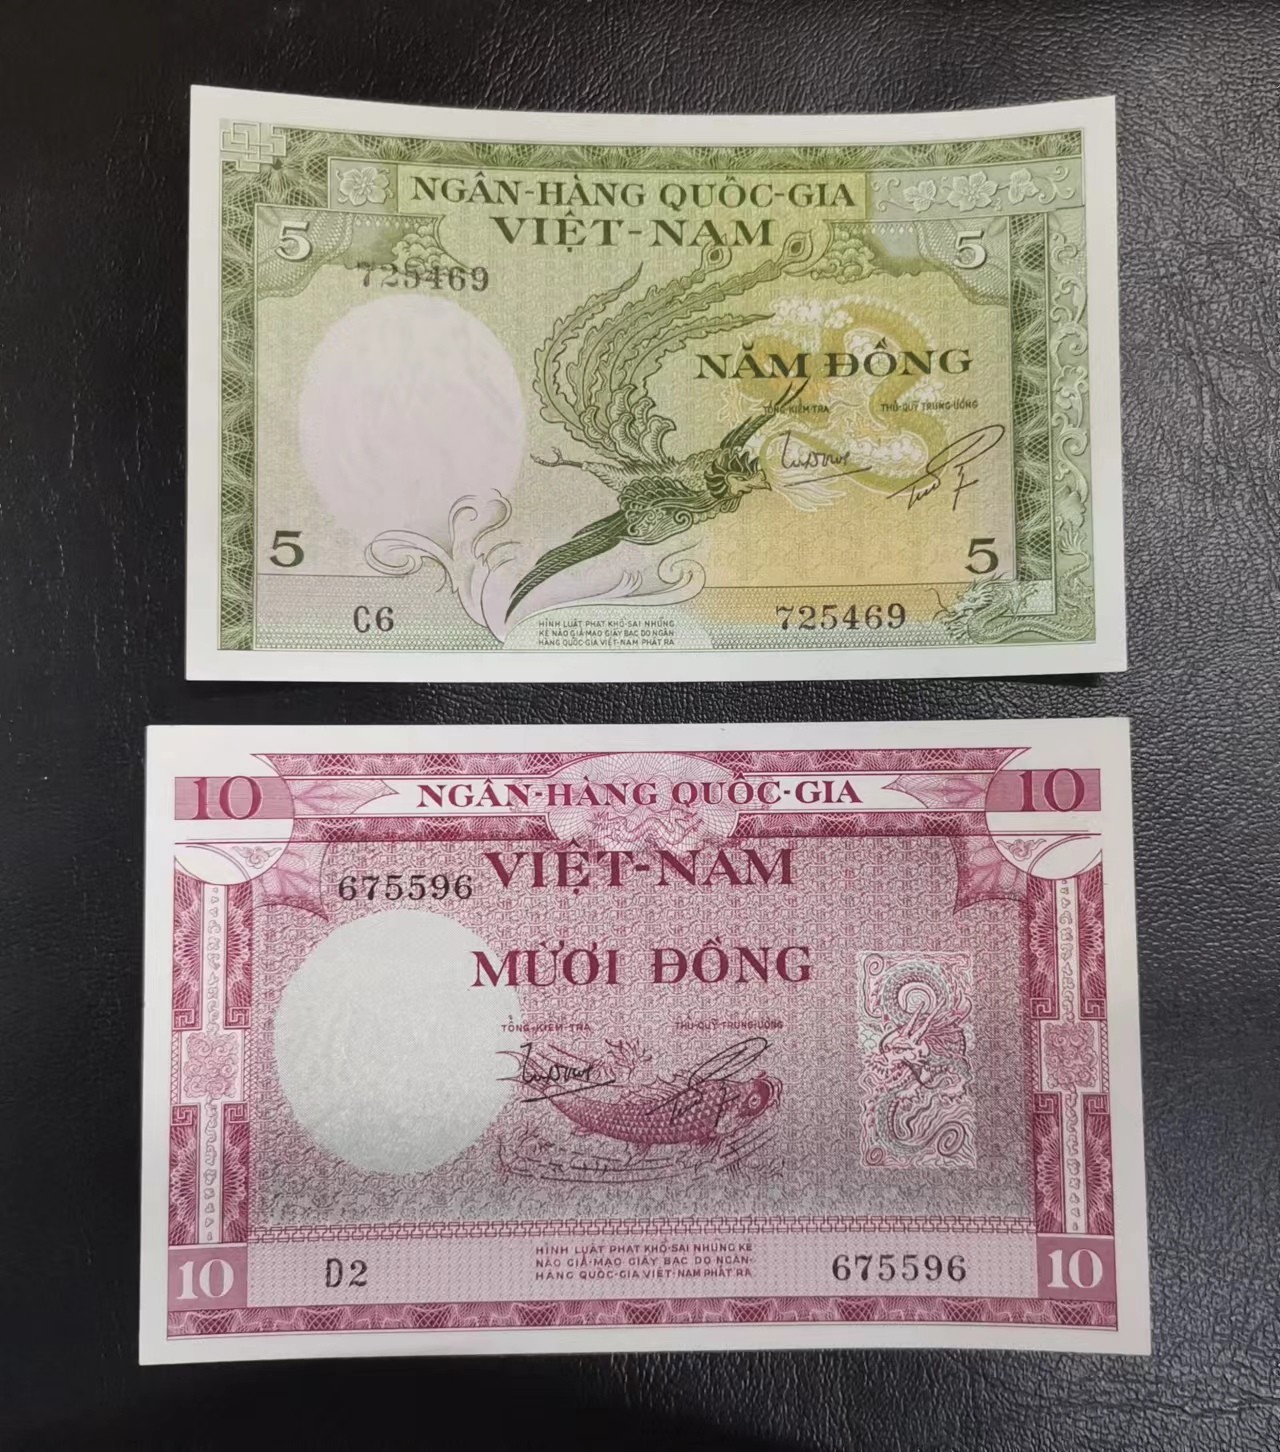 NGÂN-HÀNG QUỐC-GIA
VIỆT-NAM
5
5
725469
NĂM ĐỒNG
TỔNG-KIỂM-TRA
THỦ-QUỸ TRUNG-ƯƠNG
5
5
C6
HÌNH LUẬT PHẠT KHỔ-SAI NHỮNG
KẺ NÀO GIẢ-MẠO GIẤY BẠC DO NGÂN
HÀNG QUỐC-GIA VIỆT-NAM PHÁT RA
725469
10
NGÂN-HÀNG QUỐC-GIA
10
VIỆT-NAM
675596
MƯỜI ĐỒNG
TỔNG-KIỂM-TRA
THỦ-QUỸ-TRUNG-ƯƠNG
10
D2
HÌNH LUẬT PHẠT KHỔ-SAI NHỮNG KẺ
NÀO GIẢ-MẠO GIẤY BẠC DO NGÂN-
HÀNG QUỐC-GIA VIỆT-NAM PHÁT RA
675596
10